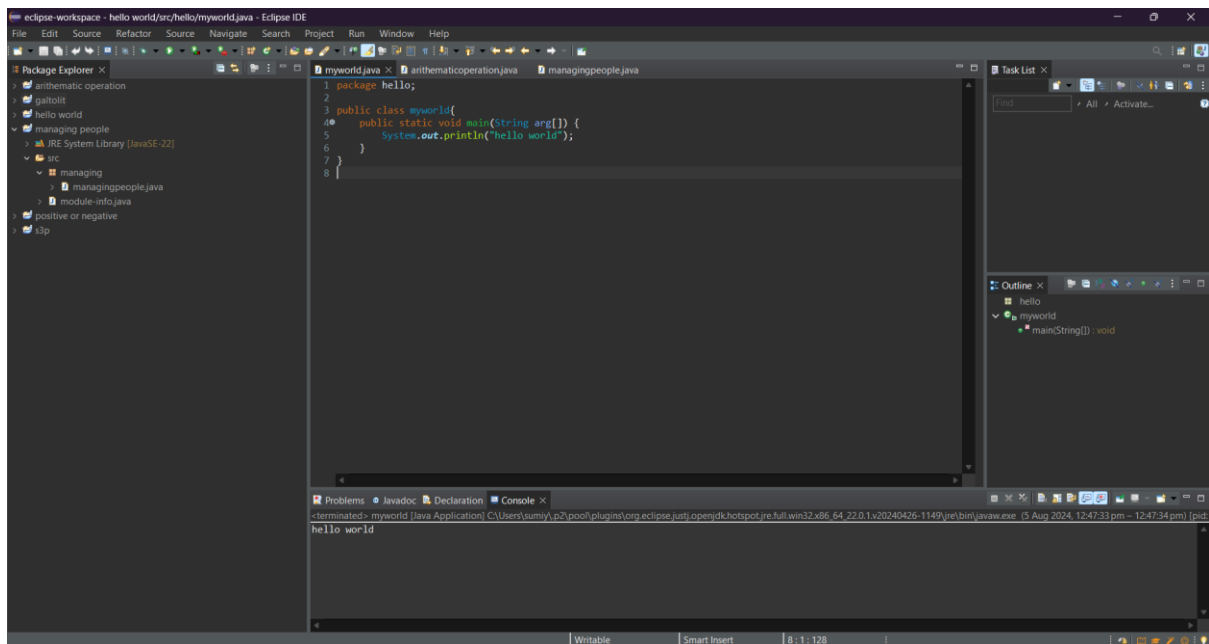 eclipse-workspace - hello world/src/hello/myworld.java - Eclipse IDE
File Edit Source Refactor Source Navigate Search Project Run Window Help
Package Explorer
arithematic operation
galtolit
hello world
managing people
JRE System Library [JavaSE-22]
src
managing
managingpeople.java
module-info.java
positive or negative
s3p
myworld.java arithematicoperation.java managingpeople.java
1 package hello;
2
3 public class myworld{
4 public static void main(String arg[]) {
5 System.out.println("hello world");
6 }
7 }
8
Task List
Find All Activate...
Outline
hello
myworld
main(String[]) : void
Problems Javadoc Declaration Console
<terminated> myworld [Java Application] C:\Users\sumiy\.p2\pool\plugins\org.eclipse.justj.openjdk.hotspot.jre.full.win32.x86_64_22.0.1.v20240426-1149\jre\bin\javaw.exe (5 Aug 2024, 12:47:33 pm – 12:47:34 pm) [pid:
hello world
Writable Smart Insert 8 : 1 : 128